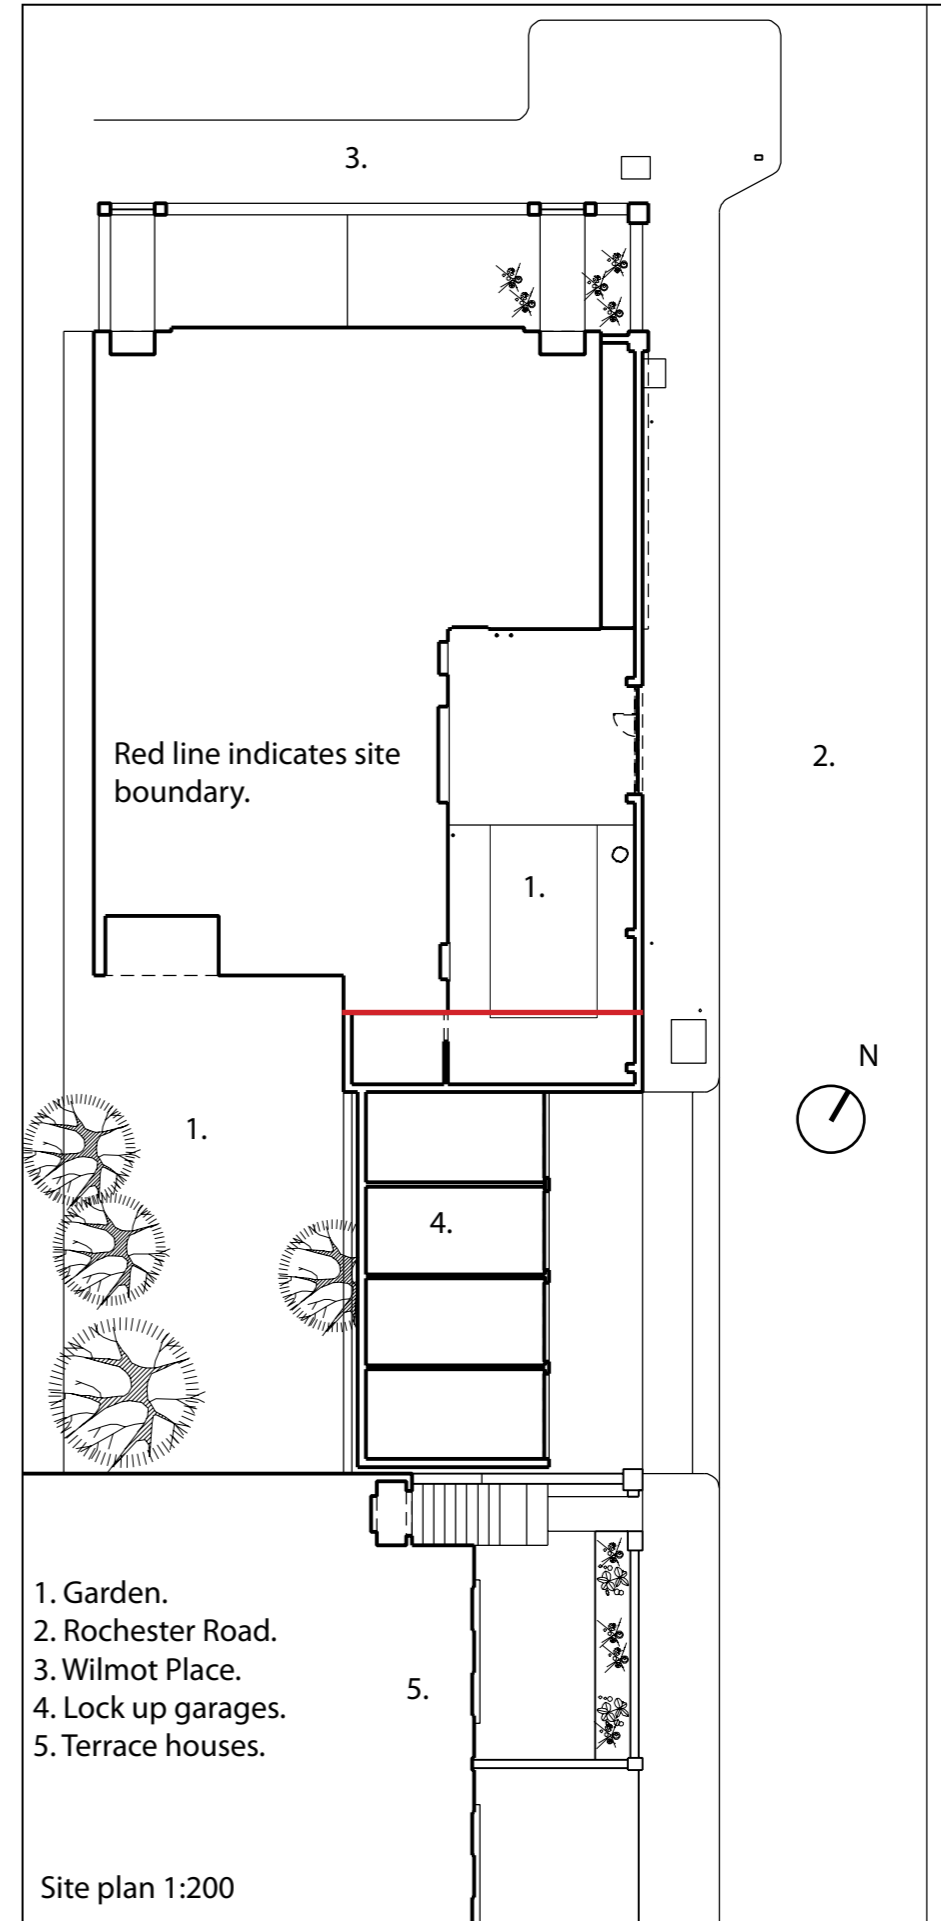 3.
Red line indicates site
boundary.
2.
1.
N
1.
4.
1. Garden.
2. Rochester Road.
3. Wilmot Place.
4. Lock up garages.
5. Terrace houses.
5.
Site plan 1:200